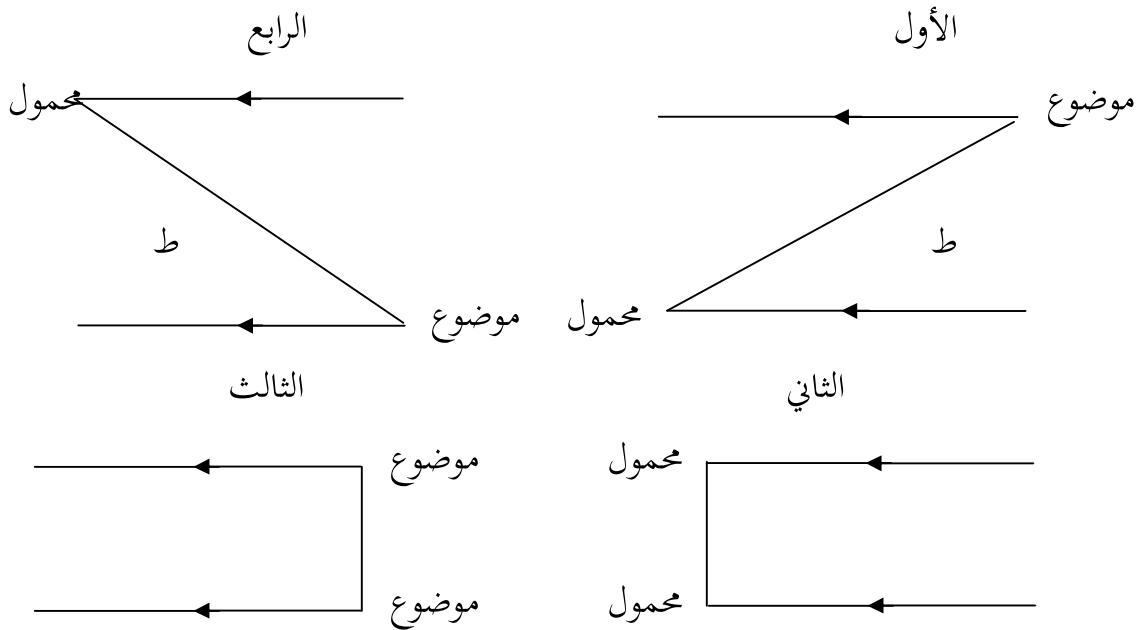 الأول
الرابع
موضوع
محمول
ط
ط
محمول
موضوع
الثاني
الثالث
محمول
موضوع
محمول
موضوع